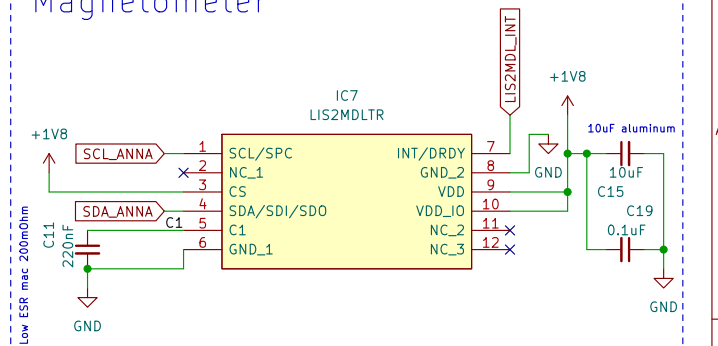 Magnetometer
LIS2MDL_INT
+1V8
IC7
LIS2MDLTR
10uF aluminum
+1V8
SCL_ANNA
1
SCL/SPC
INT/DRDY
7
2
NC_1
GND_2
8
GND
10uF
3
CS
VDD
9
C15
SDA_ANNA
4
SDA/SDI/SDO
VDD_IO
10
C19
C1
5
C1
NC_2
11
0.1uF
6
GND_1
NC_3
12
C11
220nF
GND
GND
Low ESR mac 200mOhm